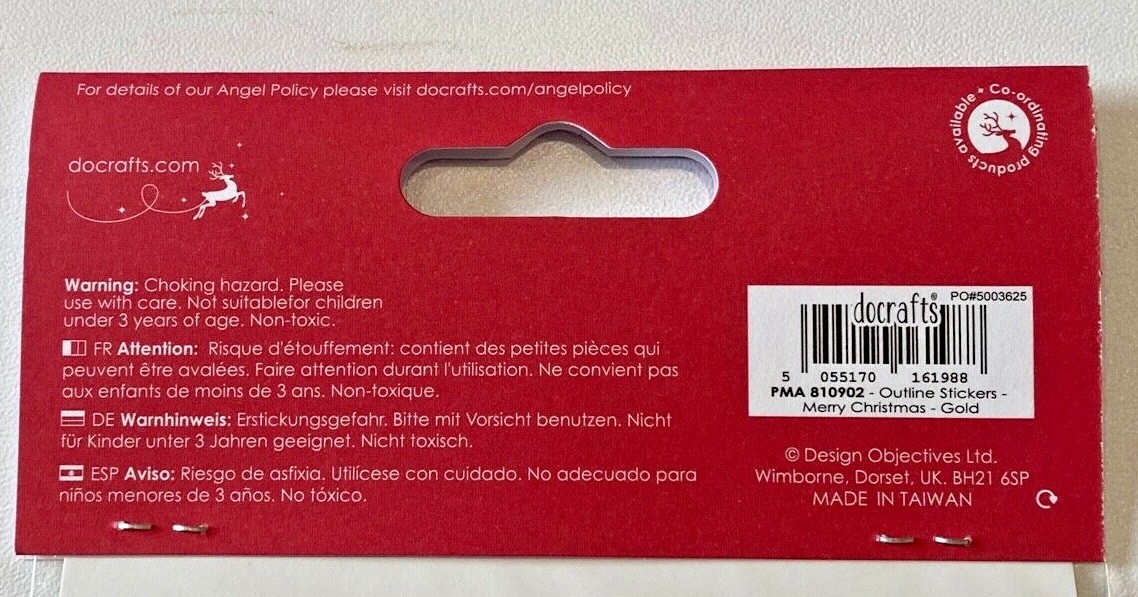 For details of our Angel Policy please visit docrafts.com/angelpolicy
Co-ordinating products available •
docrafts.com
Warning: Choking hazard. Please
use with care. Not suitablefor children
under 3 years of age. Non-toxic.
FR Attention: Risque d'étouffement: contient des petites pièces qui
peuvent être avalées. Faire attention durant l'utilisation. Ne convient pas
aux enfants de moins de 3 ans. Non-toxique.
DE Warnhinweis: Erstickungsgefahr. Bitte mit Vorsicht benutzen. Nicht
für Kinder unter 3 Jahren geeignet. Nicht toxisch.
ESP Aviso: Riesgo de asfixia. Utilícese con cuidado. No adecuado para
niños menores de 3 años. No tóxico.
PO#5003625
docrafts®
5 055170 161988
PMA 810902 - Outline Stickers -
Merry Christmas - Gold
© Design Objectives Ltd.
Wimborne, Dorset, UK. BH21 6SP
MADE IN TAIWAN